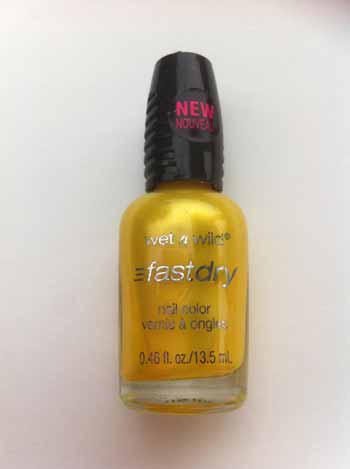 NEW
NOUVEAU
wet n wild®
fastdry
nail color
vernis à ongles
0.46 fl. oz./13.5 mL